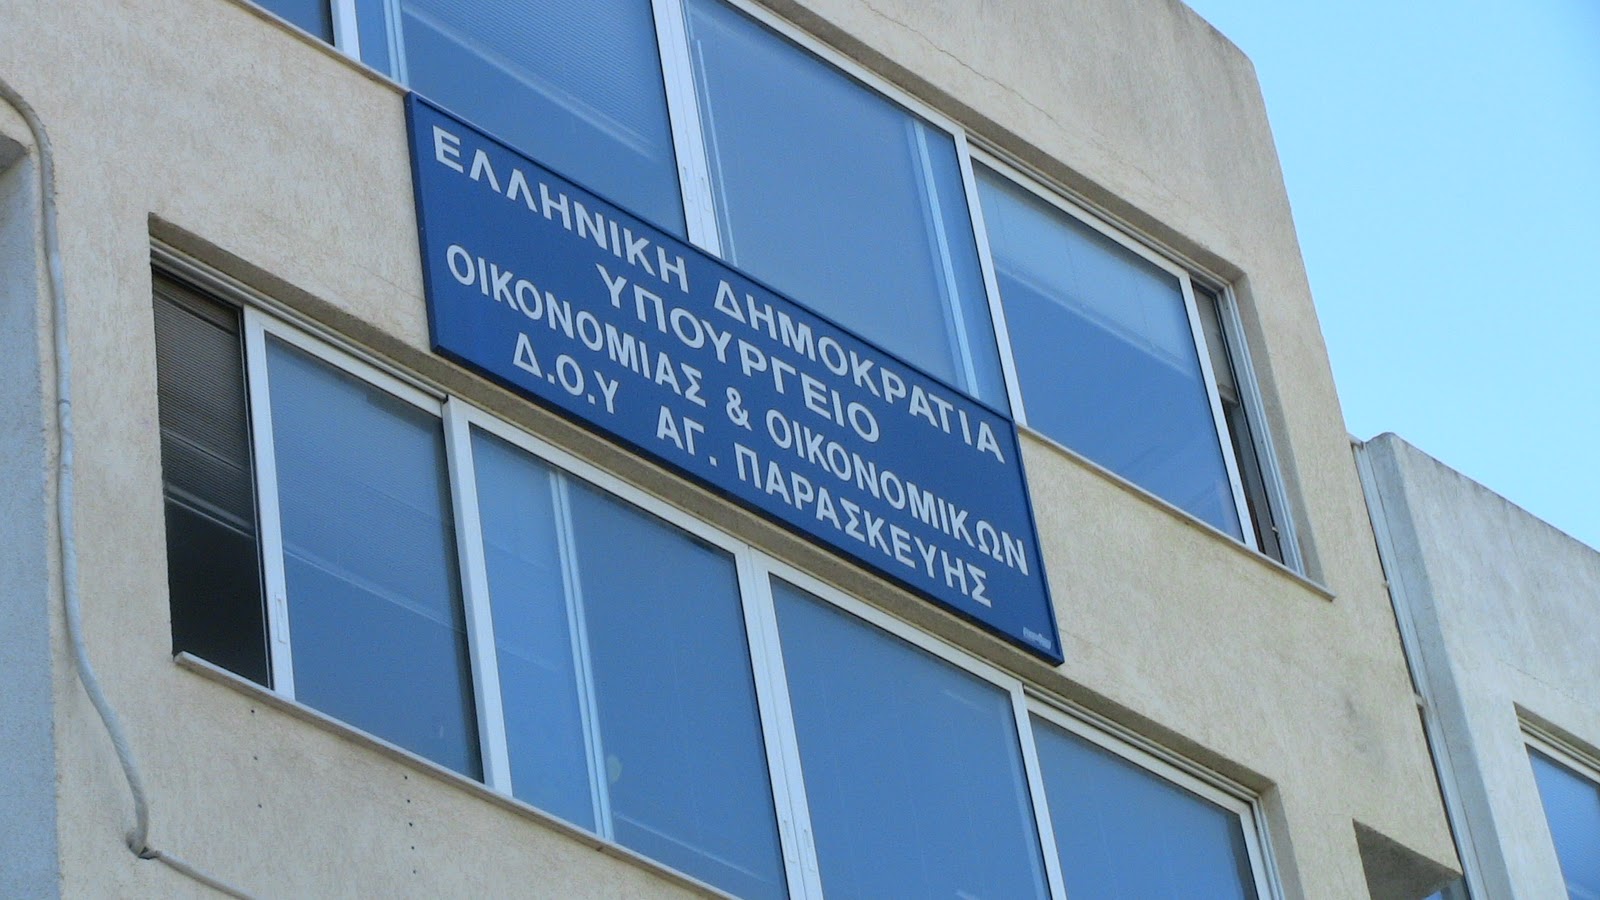 ΕΛΛΗΝΙΚΗ ΔΗΜΟΚΡΑΤΙΑ
ΥΠΟΥΡΓΕΙΟ
ΟΙΚΟΝΟΜΙΑΣ & ΟΙΚΟΝΟΜΙΚΩΝ
Δ.Ο.Υ ΑΓ. ΠΑΡΑΣΚΕΥΗΣ